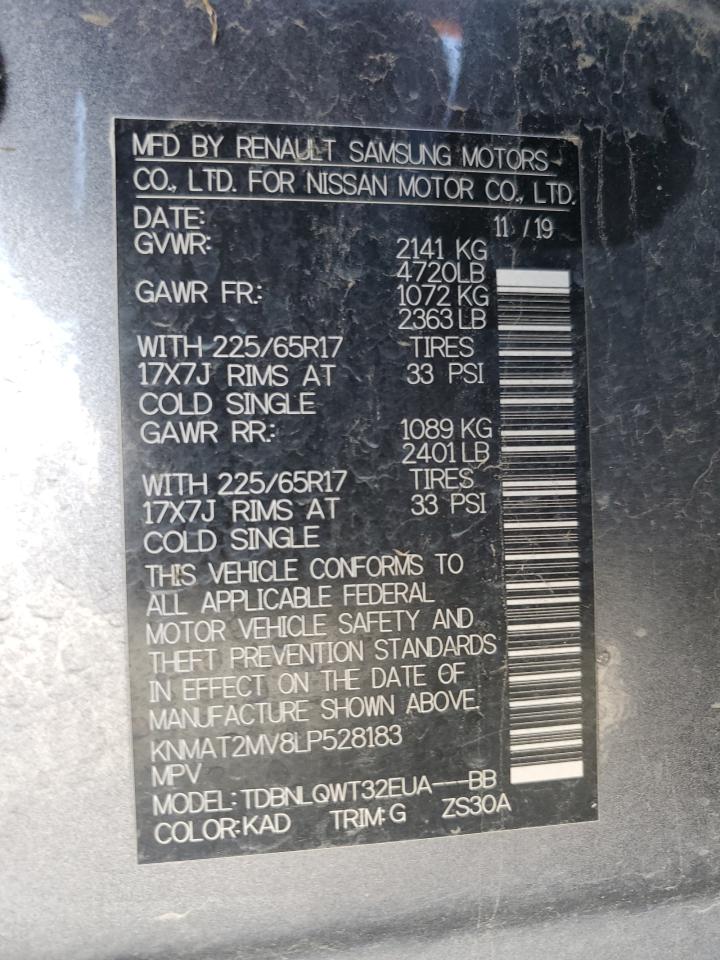 MFD BY RENAULT SAMSUNG MOTORS
CO., LTD. FOR NISSAN MOTOR CO., LTD.
DATE: 11 / 19
GVWR: 2141 KG
4720LB
GAWR FR.: 1072 KG
2363 LB
WITH 225/65R17 TIRES
17X7J RIMS AT 33 PSI
COLD SINGLE
GAWR RR.: 1089 KG
2401 LB
WITH 225/65R17 TIRES
17X7J RIMS AT 33 PSI
COLD SINGLE
THIS VEHICLE CONFORMS TO
ALL APPLICABLE FEDERAL
MOTOR VEHICLE SAFETY AND
THEFT PREVENTION STANDARDS
IN EFFECT ON THE DATE OF
MANUFACTURE SHOWN ABOVE.
KNMAT2MV8LP528183
MPV
MODEL: TDBNLQWT32EUA---BB
COLOR: KAD TRIM: G ZS30A